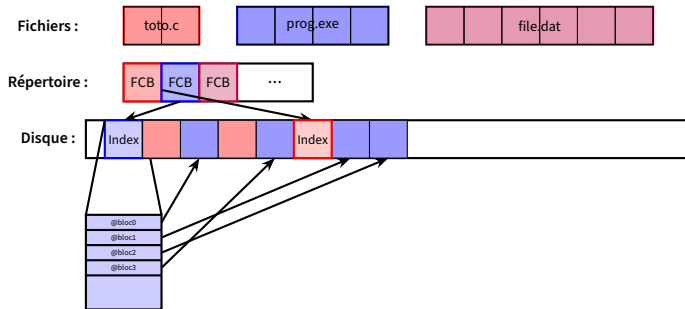 Fichiers : toto.c prog.exe file.dat
Répertoire : FCB FCB FCB ...
Disque : Index Index
@bloc0
@bloc1
@bloc2
@bloc3